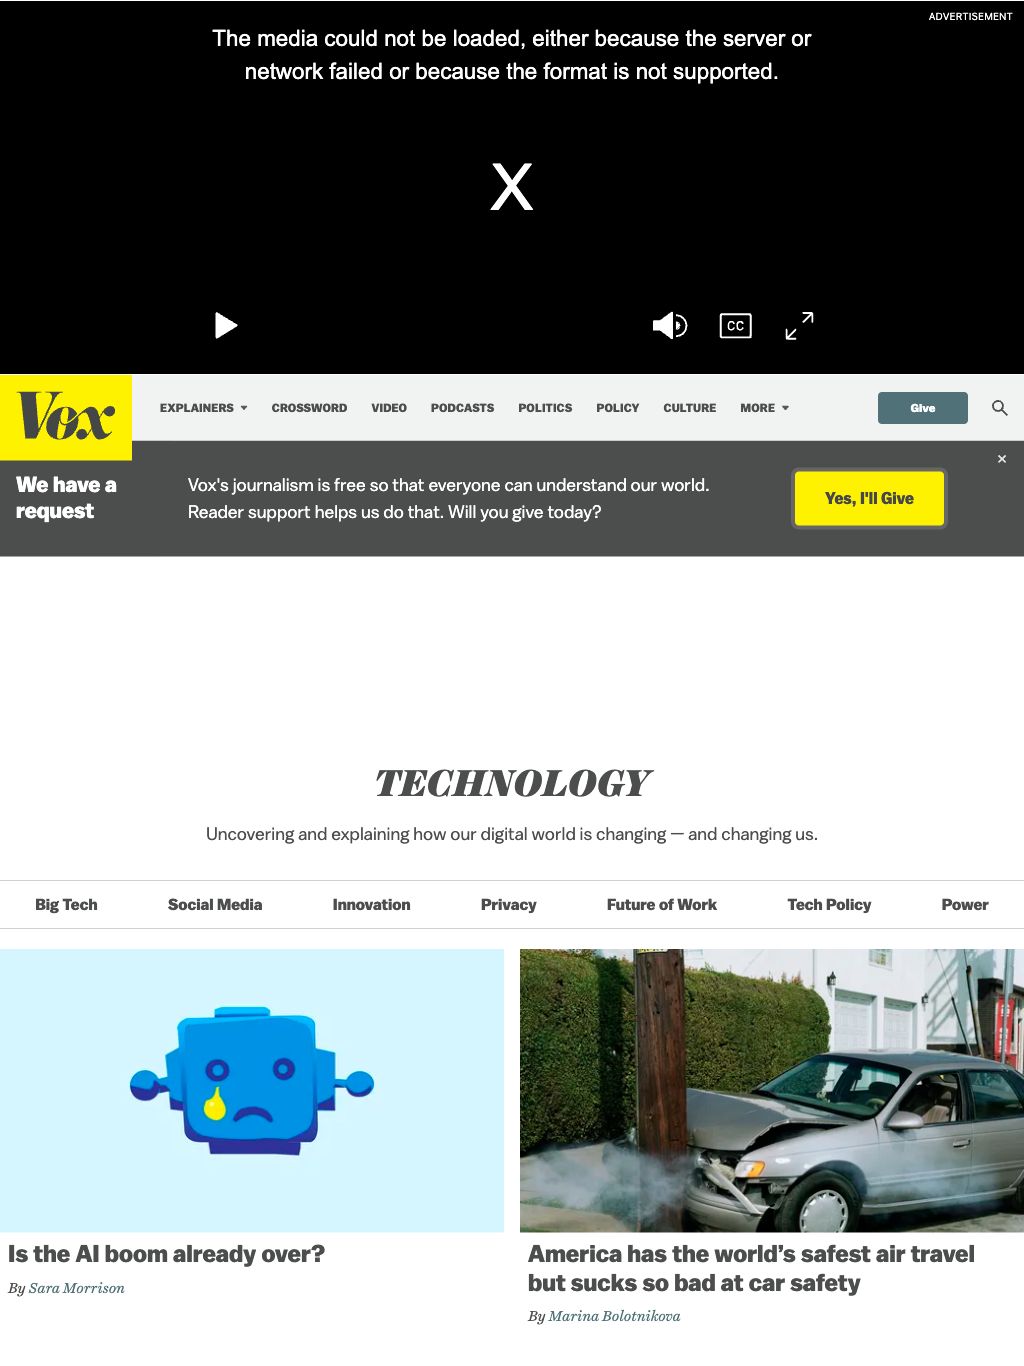 ADVERTISEMENT
The media could not be loaded, either because the server or
network failed or because the format is not supported.
X
CC
Vox
EXPLAINERS
CROSSWORD
VIDEO
PODCASTS
POLITICS
POLICY
CULTURE
MORE
Give
We have a
request
Vox's journalism is free so that everyone can understand our world.
Reader support helps us do that. Will you give today?
Yes, I'll Give
TECHNOLOGY
Uncovering and explaining how our digital world is changing — and changing us.
Big Tech
Social Media
Innovation
Privacy
Future of Work
Tech Policy
Power
Is the AI boom already over?
By Sara Morrison
America has the world’s safest air travel
but sucks so bad at car safety
By Marina Bolotnikova